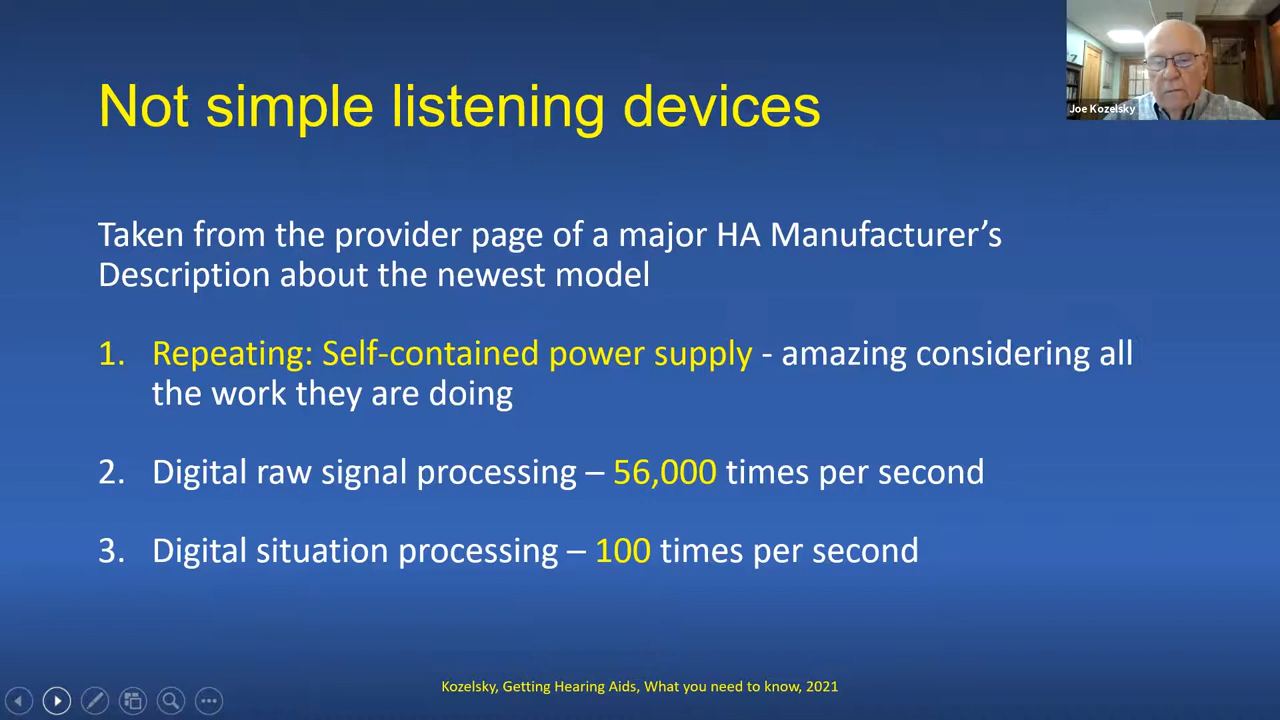 Not simple listening devices
Joe Kozelsky
Taken from the provider page of a major HA Manufacturer’s
Description about the newest model
1. Repeating: Self-contained power supply - amazing considering all
the work they are doing
2. Digital raw signal processing – 56,000 times per second
3. Digital situation processing – 100 times per second
Kozelsky, Getting Hearing Aids, What you need to know, 2021